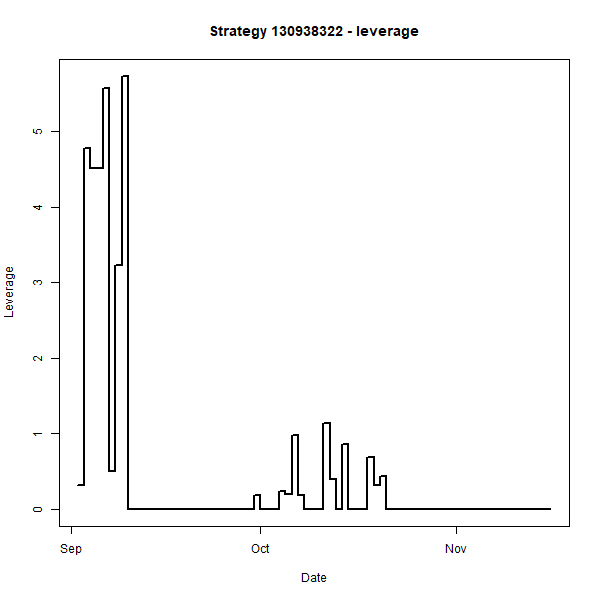 Strategy 130938322 - leverage
Leverage
5
4
3
2
1
0
Sep
Oct
Nov
Date